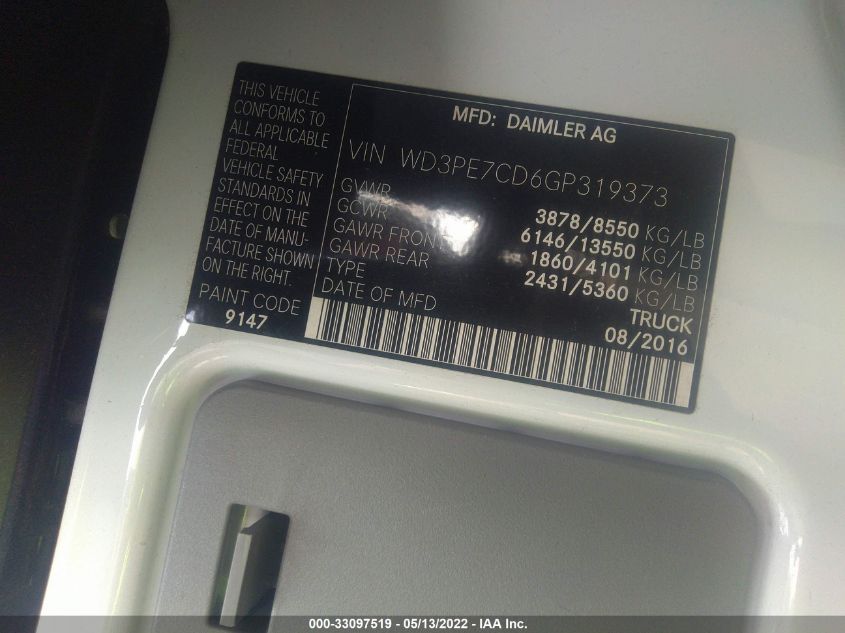 THIS VEHICLE
CONFORMS TO
ALL APPLICABLE
FEDERAL
VEHICLE SAFETY
STANDARDS IN
EFFECT ON THE
DATE OF MANU-
FACTURE SHOWN
ON THE RIGHT.
PAINT CODE
9147
MFD: DAIMLER AG
VIN WD3PE7CD6GP319373
GVWR 3878/8550 KG/LB
GCWR 6146/13550 KG/LB
GAWR FRONT 1860/4101 KG/LB
GAWR REAR 2431/5360 KG/LB
TYPE TRUCK
DATE OF MFD 08/2016
000-33097519 - 05/13/2022 - IAA Inc.